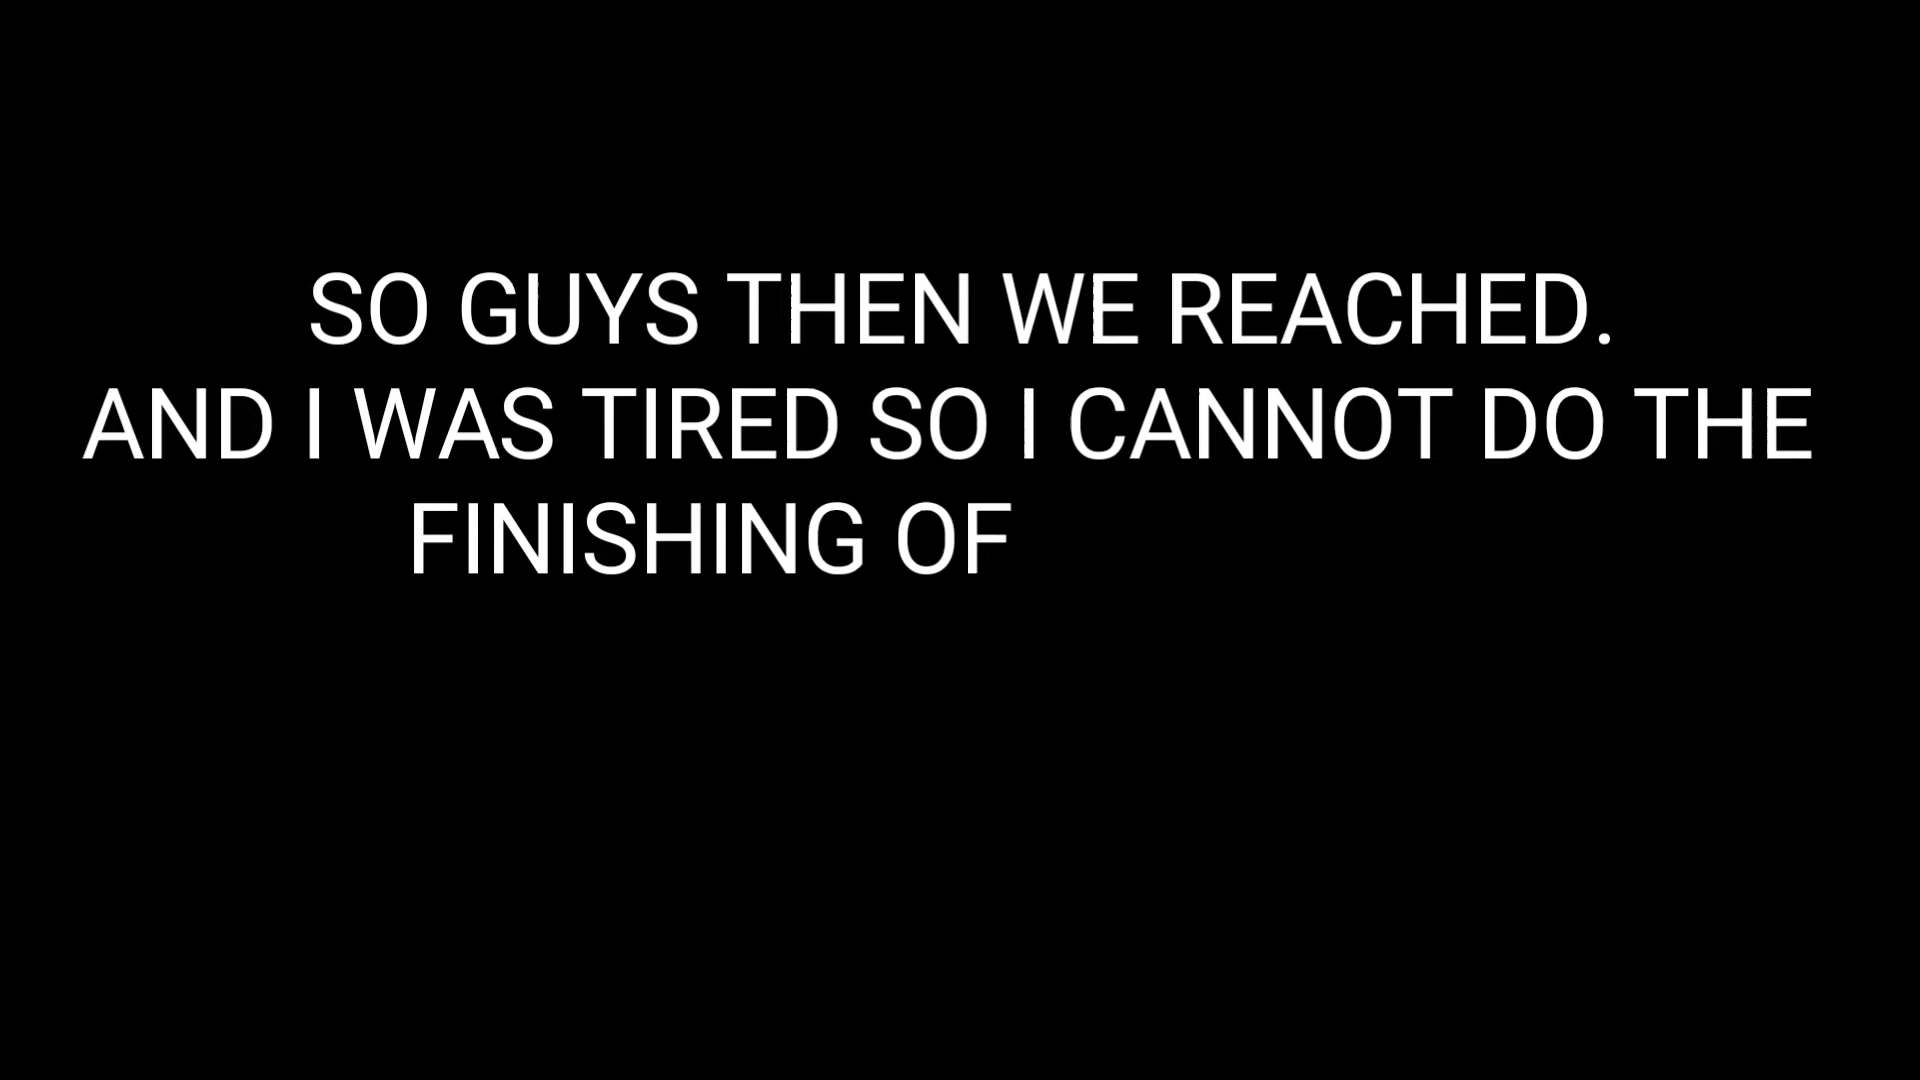 SO GUYS THEN WE REACHED.
AND I WAS TIRED SO I CANNOT DO THE
FINISHING OF